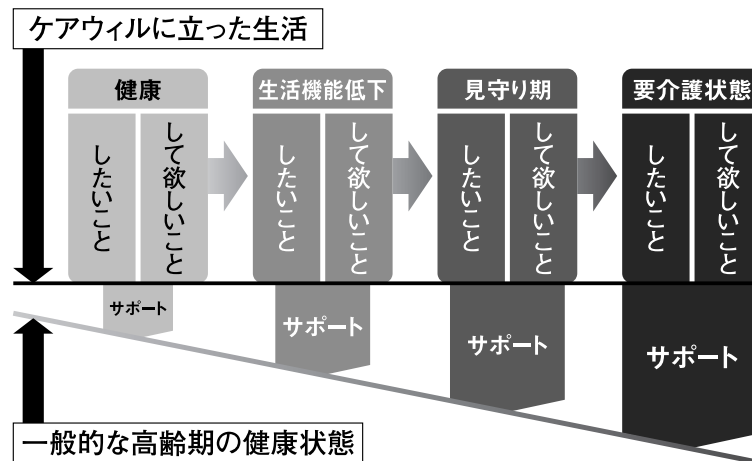 ケアウィルに立った生活
健康
生活機能低下
見守り期
要介護状態
したいこと
して欲しいこと
したいこと
して欲しいこと
したいこと
して欲しいこと
したいこと
して欲しいこと
サポート
サポート
サポート
サポート
一般的な高齢期の健康状態